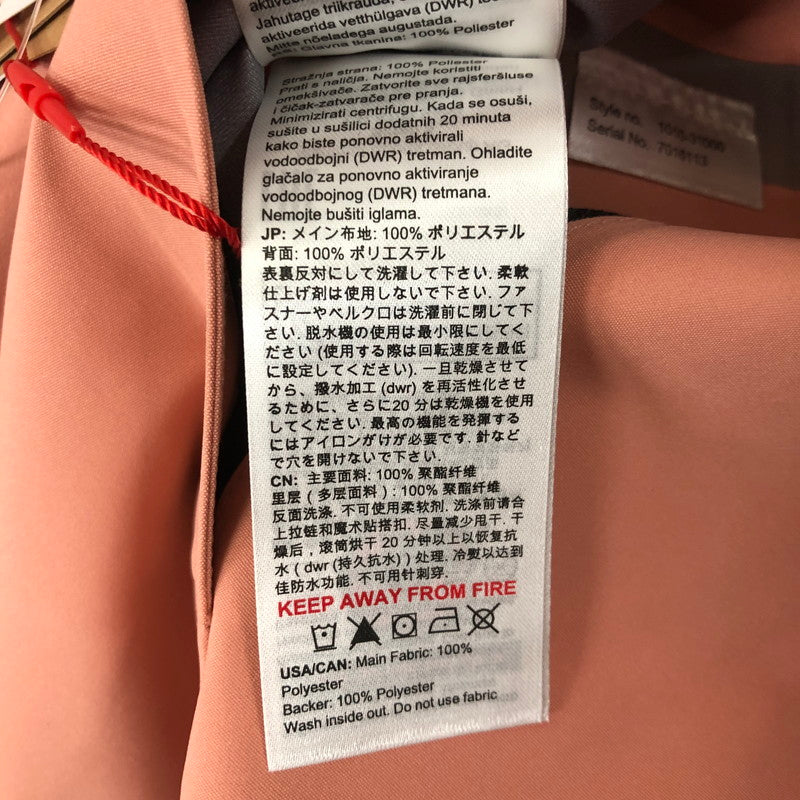 aktiveerida
Jahutage triikrauda, et
aktiveerida vetthülgava (DWR)
Mitte nõeladega augustada.
Glavna tkanina: 100% Poliester
Stražnja strana: 100% Poliester
Prati s naličja. Nemojte koristiti
omekšivače. Zatvorite sve rajsferšluse
i čičak-zatvarače per pranja.
Minimizirati centrifugu. Kada se osuši,
sušite u sušilici dodatnih 20 minuta
kako biste ponovno aktivirali
vodoodbojni (DWR) tretman. Ohladite
glačalo za ponovno aktiviranje
vodoodbojnog (DWR) tretmana.
Nemojte bušiti iglama.
JP: メイン布地: 100% ポリエステル
背面: 100% ポリエステル
表裏反対にして洗濯して下さい. 柔軟
仕上げ剤は使用しないで下さい. ファ
スナーやベルクロは洗濯前に閉じて下
さい. 脱水機の使用は最小限にしてく
ださい (使用する際は回転速度を最低
に設定してください). 一旦乾燥させて
から、撥水加工 (dwr) を再活性化させ
るために、さらに20 分は乾燥機を使用
してください. 最高の機能を発揮する
にはアイロンがけが必要です. 針など
で穴を開けないで下さい.
CN: 主要面料: 100% 聚酯纤维
里层 ( 多层面料 ) : 100% 聚酯纤维
反面洗涤. 不可使用柔软剂. 洗涤前请合
上拉链和魔术贴搭扣. 尽量减少甩干. 干
燥后，滚筒烘干 20 分钟以上以恢复抗
水 ( dwr (持久抗水) ) 处理. 冷熨以达到
佳防水功能. 不可用针刺穿.
KEEP AWAY FROM FIRE
USA/CAN: Main Fabric: 100%
Polyester
Backer: 100% Polyester
Wash inside out. Do not use fabric
Style no. 1010-31000
Serial No. 7018113